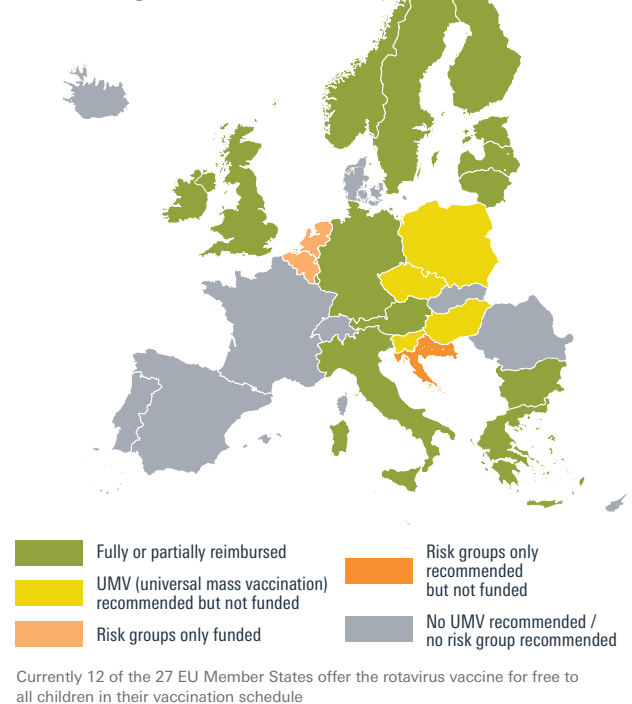 Fully or partially reimbursed
UMV (universal mass vaccination)
recommended but not funded
Risk groups only funded
Risk groups only
recommended
but not funded
No UMV recommended /
no risk group recommended
Currently 12 of the 27 EU Member States offer the rotavirus vaccine for free to
all children in their vaccination schedule